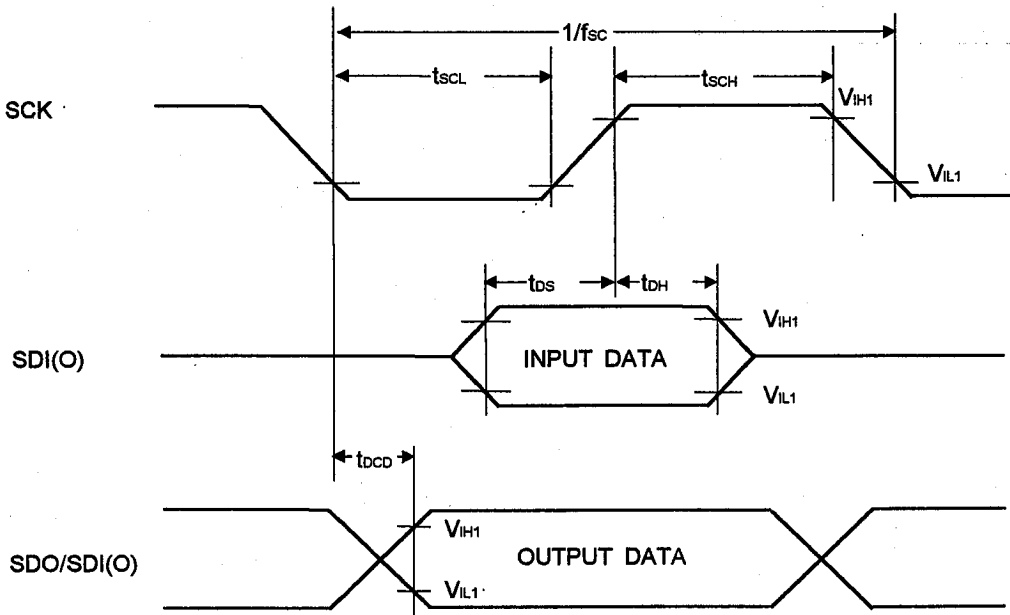 1/fSC
tSCL
tSCH
SCK
VIH1
VIL1
tDS
tDH
VIH1
SDI(O)
INPUT DATA
VIL1
tDCD
VIH1
SDO/SDI(O)
OUTPUT DATA
VIL1